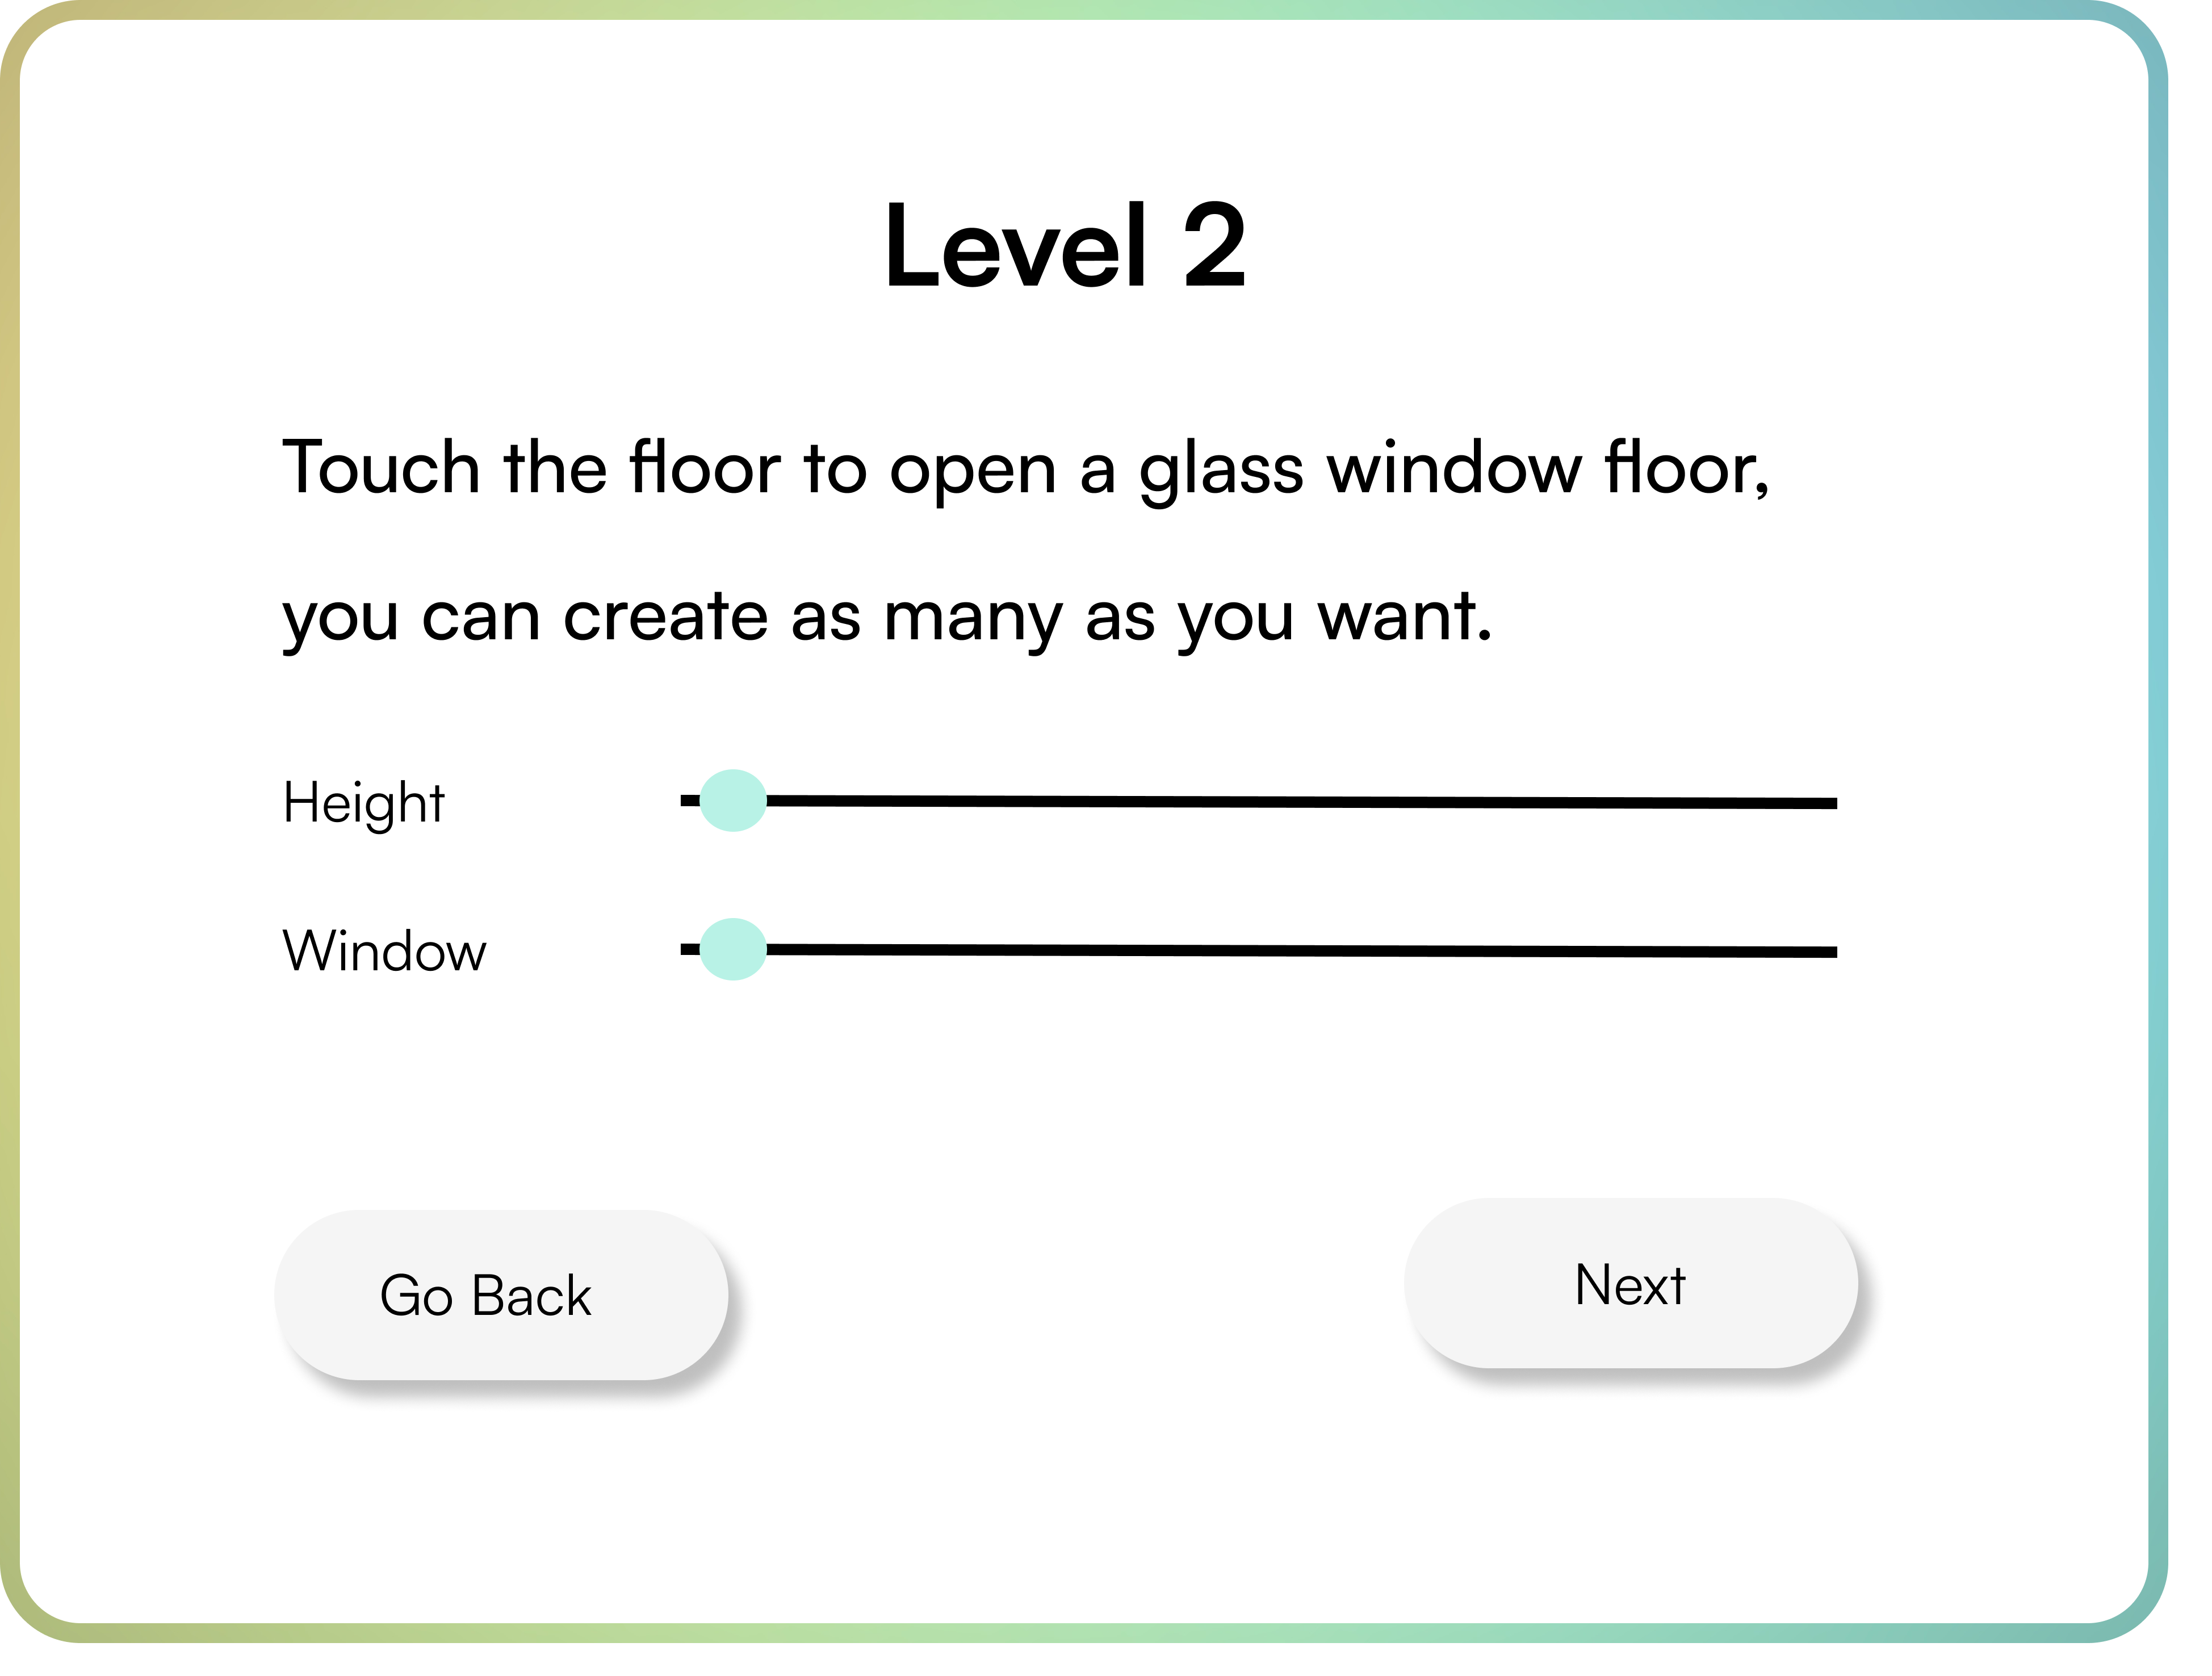 Level 2
Touch the floor to open a glass window floor,
you can create as many as you want.
Height
Window
Go Back
Next